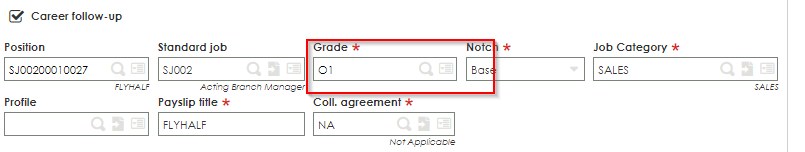 Career follow-up
Position Standard job Grade * Notch * Job Category *
SJ00200010027 SJ002 O1 Base SALES
FLYHALF Acting Branch Manager SALES
Profile Payslip title * Coll. agreement *
FLYHALF NA
Not Applicable